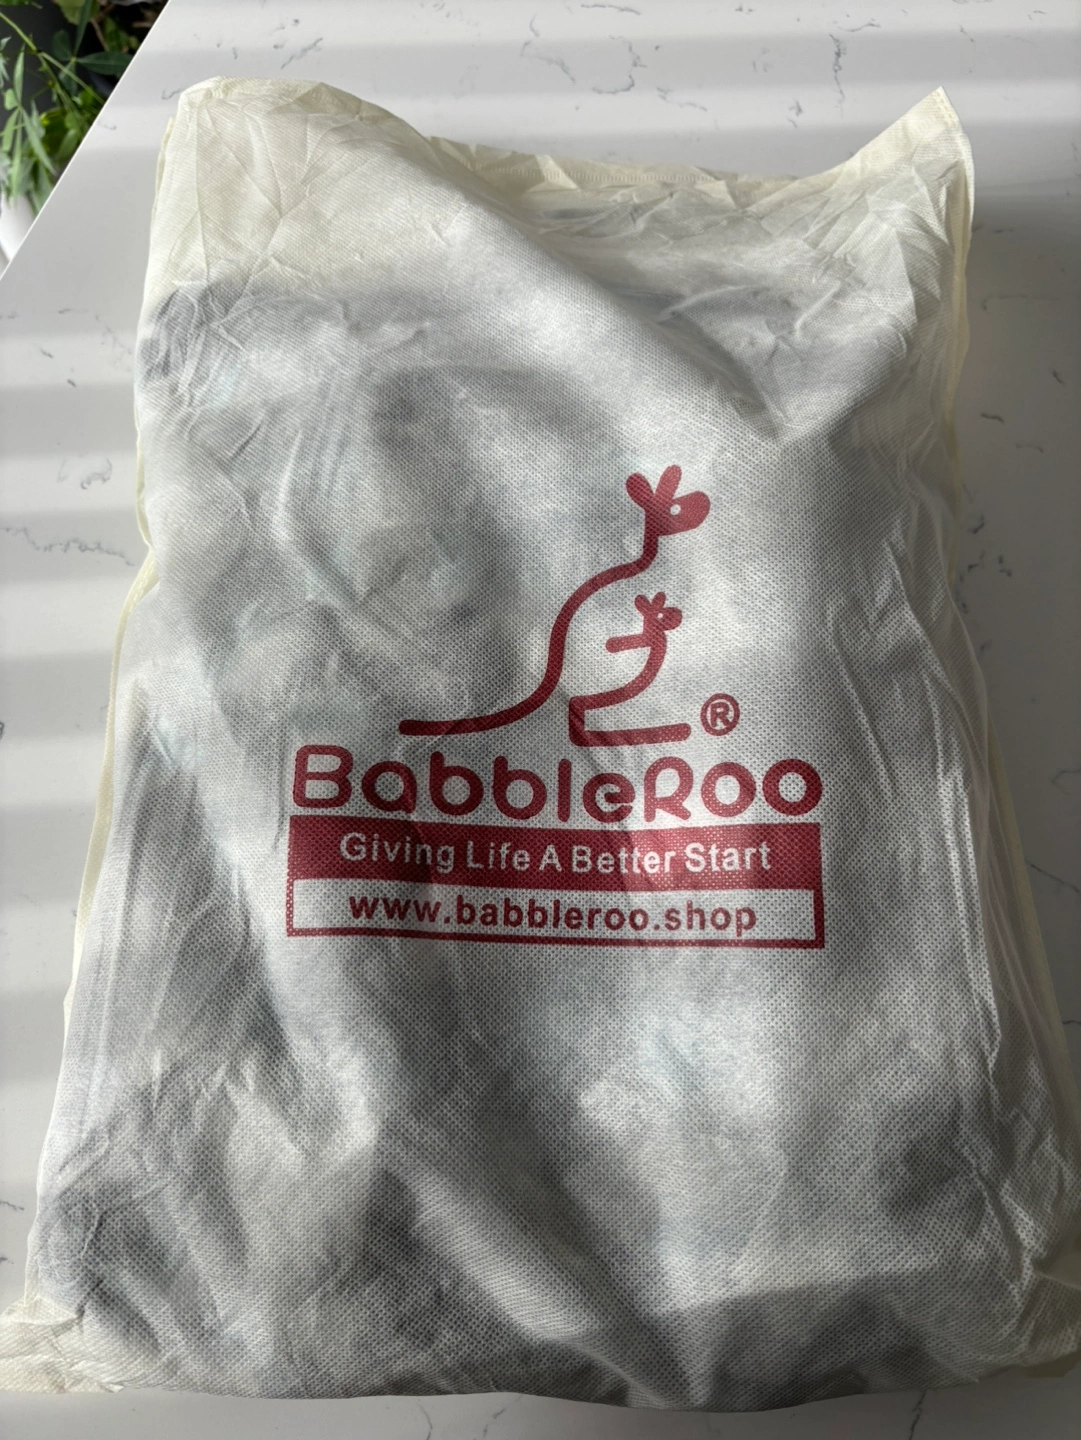 ®
BabbleRoo
Giving Life A Better Start
www.babbleroo.shop